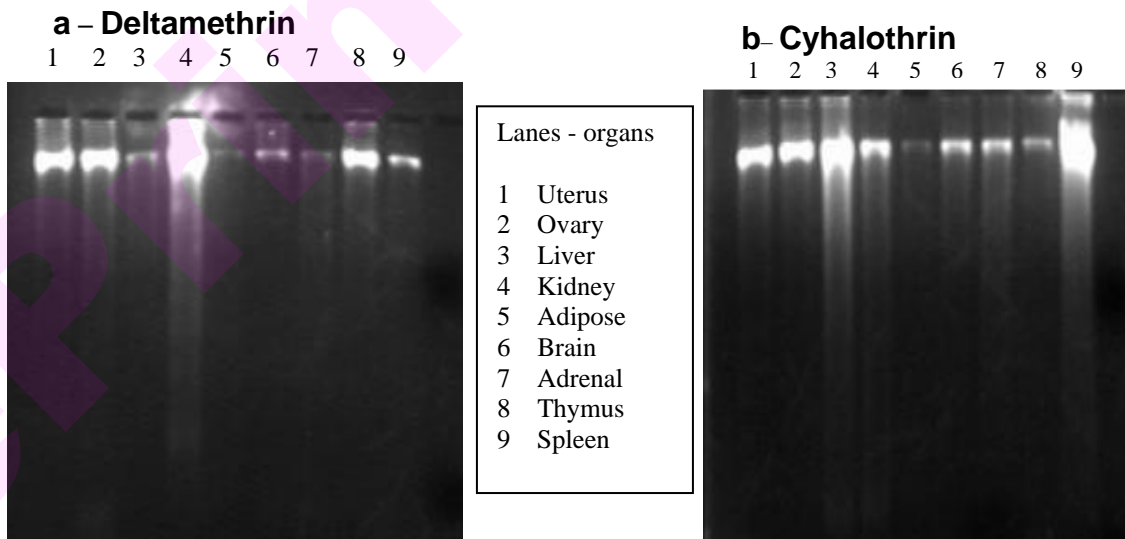 a – Deltamethrin
1 2 3 4 5 6 7 8 9
b– Cyhalothrin
1 2 3 4 5 6 7 8 9
Lanes - organs
1 Uterus
2 Ovary
3 Liver
4 Kidney
5 Adipose
6 Brain
7 Adrenal
8 Thymus
9 Spleen